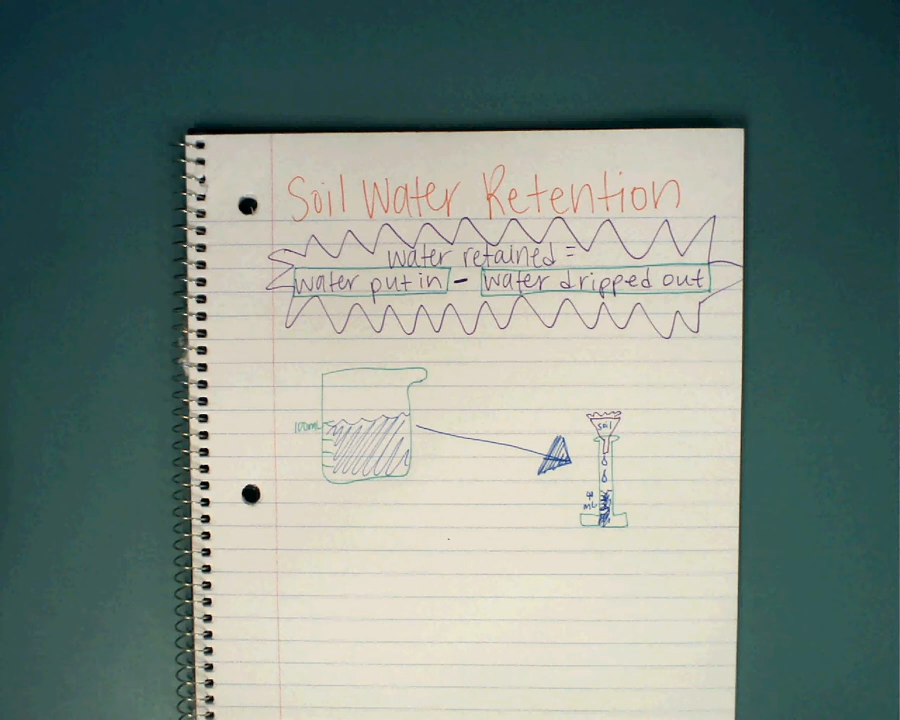 Soil Water Retention
water retained =
water put in - water dripped out
100mL
soil
mL